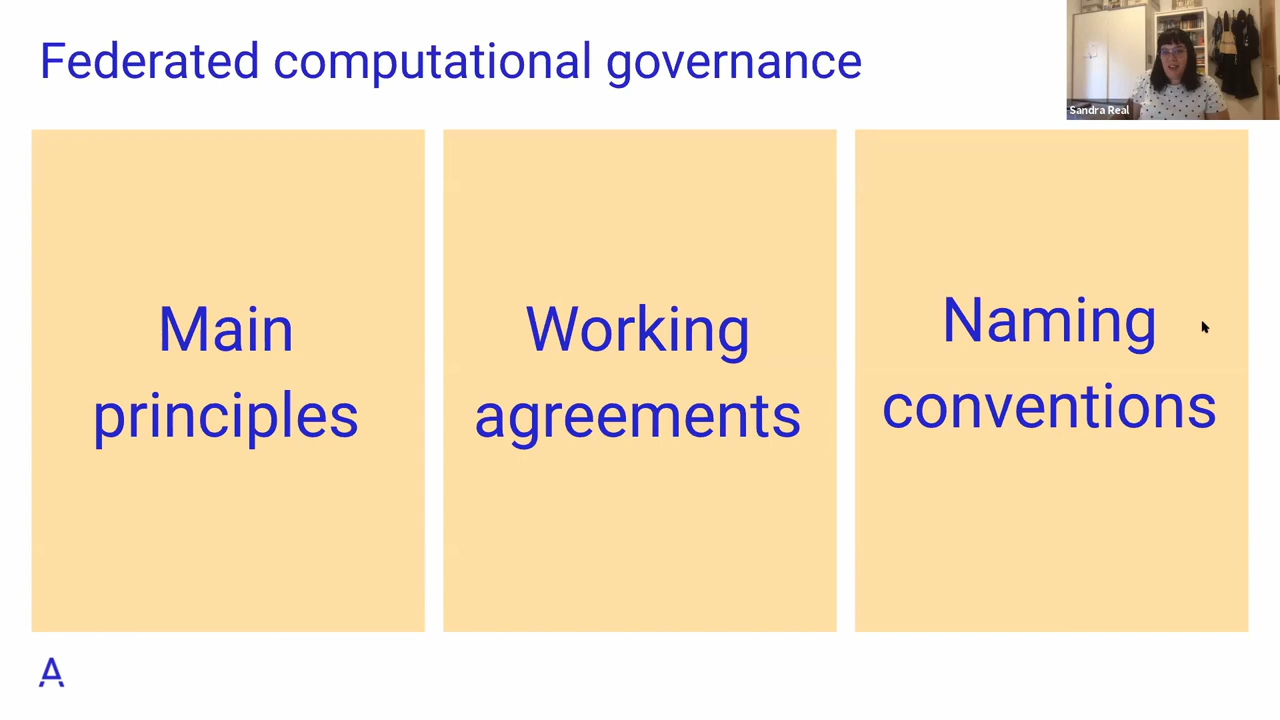 Federated computational governance
Sandra Real
Main
principles
Working
agreements
Naming
conventions
A